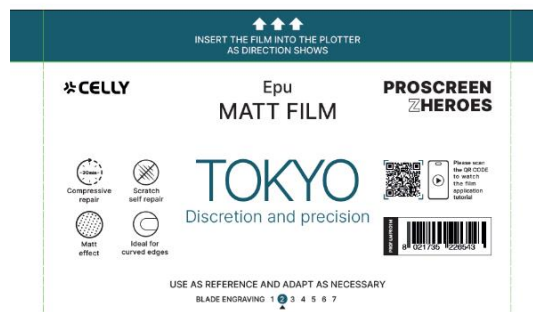 INSERT THE FILM INTO THE PLOTTER
AS DIRECTION SHOWS
CELLY
Epu
MATT FILM
PROSCREEN
ZHEROES
~20min
Compressive
repair
Scratch
self repair
Matt
effect
Ideal for
curved edges
TOKYO
Discretion and precision
Please scan
the QR CODE
to watch
the film
application
tutorial
8 021735 226543
USE AS REFERENCE AND ADAPT AS NECESSARY
BLADE ENGRAVING 1 2 3 4 5 6 7